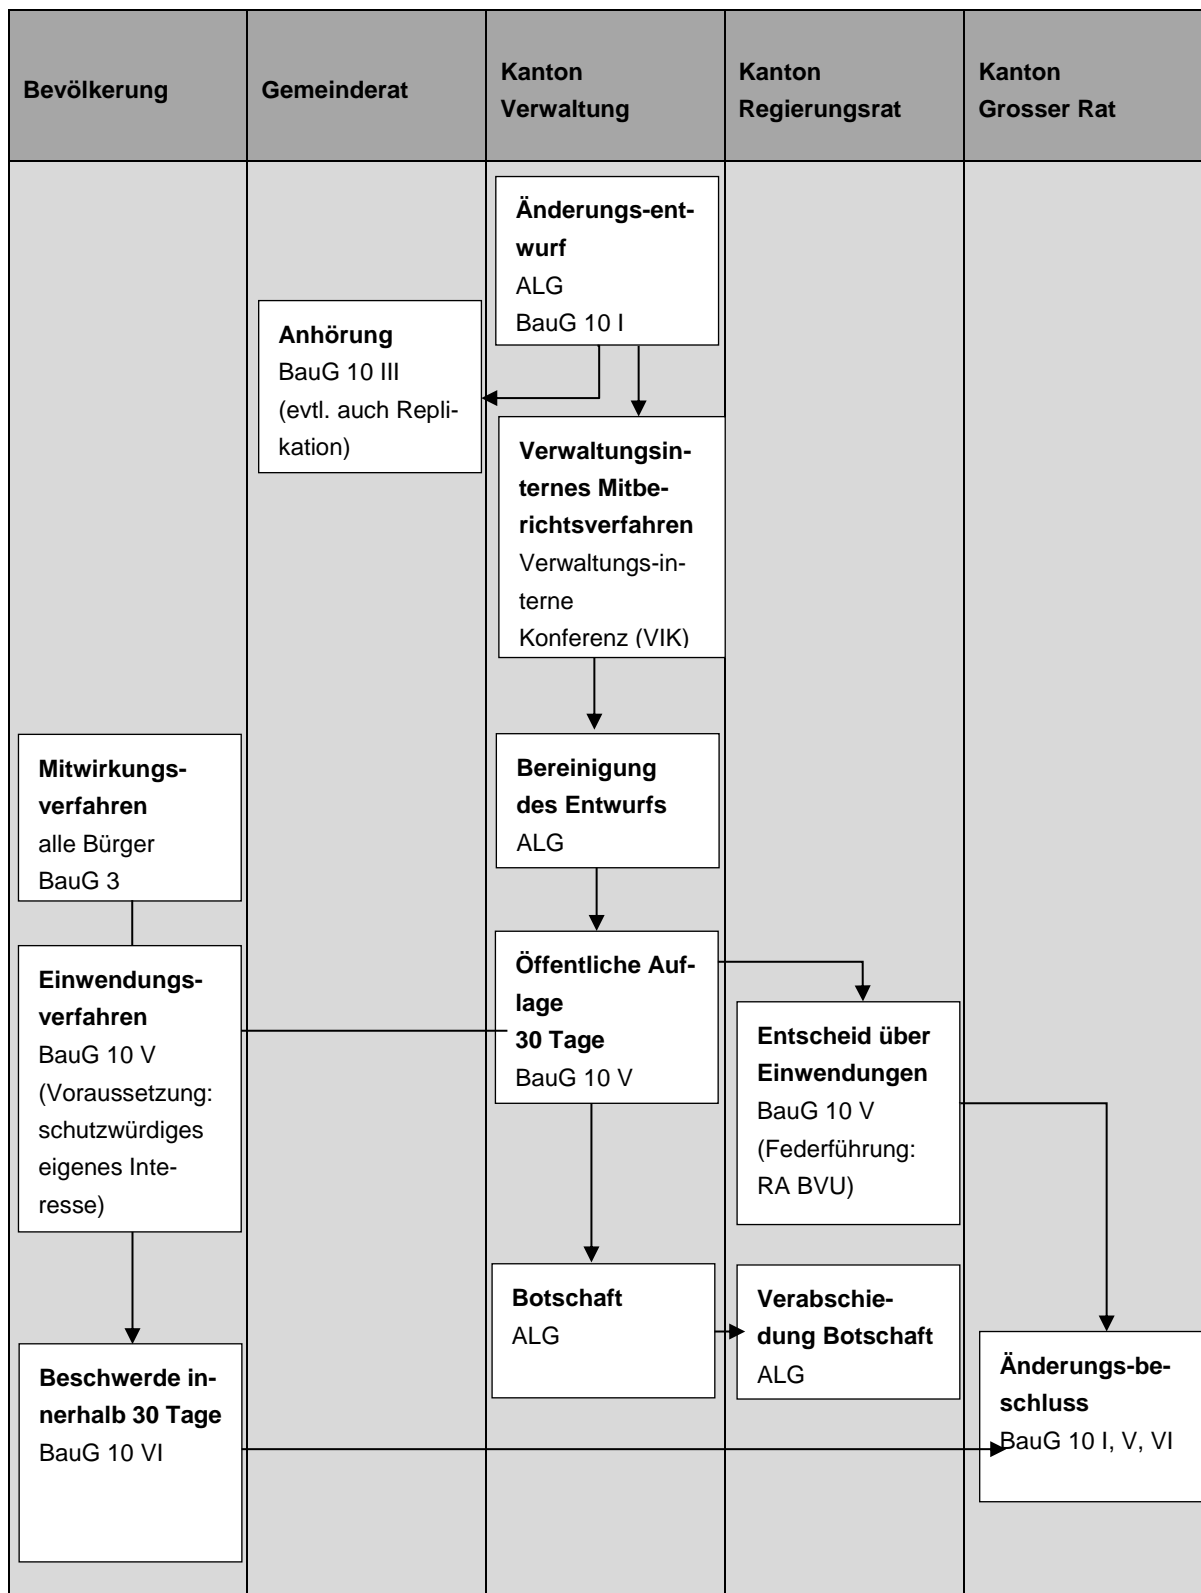 Bevölkerung
Gemeinderat
Kanton
Verwaltung
Kanton
Regierungsrat
Kanton
Grosser Rat
Änderungs-ent-
wurf
ALG
BauG 10 I
Anhörung
BauG 10 III
(evtl. auch Repli-
kation)
Verwaltungsin-
ternes Mitbe-
richtsverfahren
Verwaltungs-in-
terne
Konferenz (VIK)
Mitwirkungs-
verfahren
alle Bürger
BauG 3
Bereinigung
des Entwurfs
ALG
Einwendungs-
verfahren
BauG 10 V
(Voraussetzung:
schutzwürdiges
eigenes Inte-
resse)
Öffentliche Auf-
lage
30 Tage
BauG 10 V
Entscheid über
Einwendungen
BauG 10 V
(Federführung:
RA BVU)
Botschaft
ALG
Verabschie-
dung Botschaft
ALG
Beschwerde in-
nerhalb 30 Tage
BauG 10 VI
Änderungs-be-
schluss
BauG 10 I, V, VI